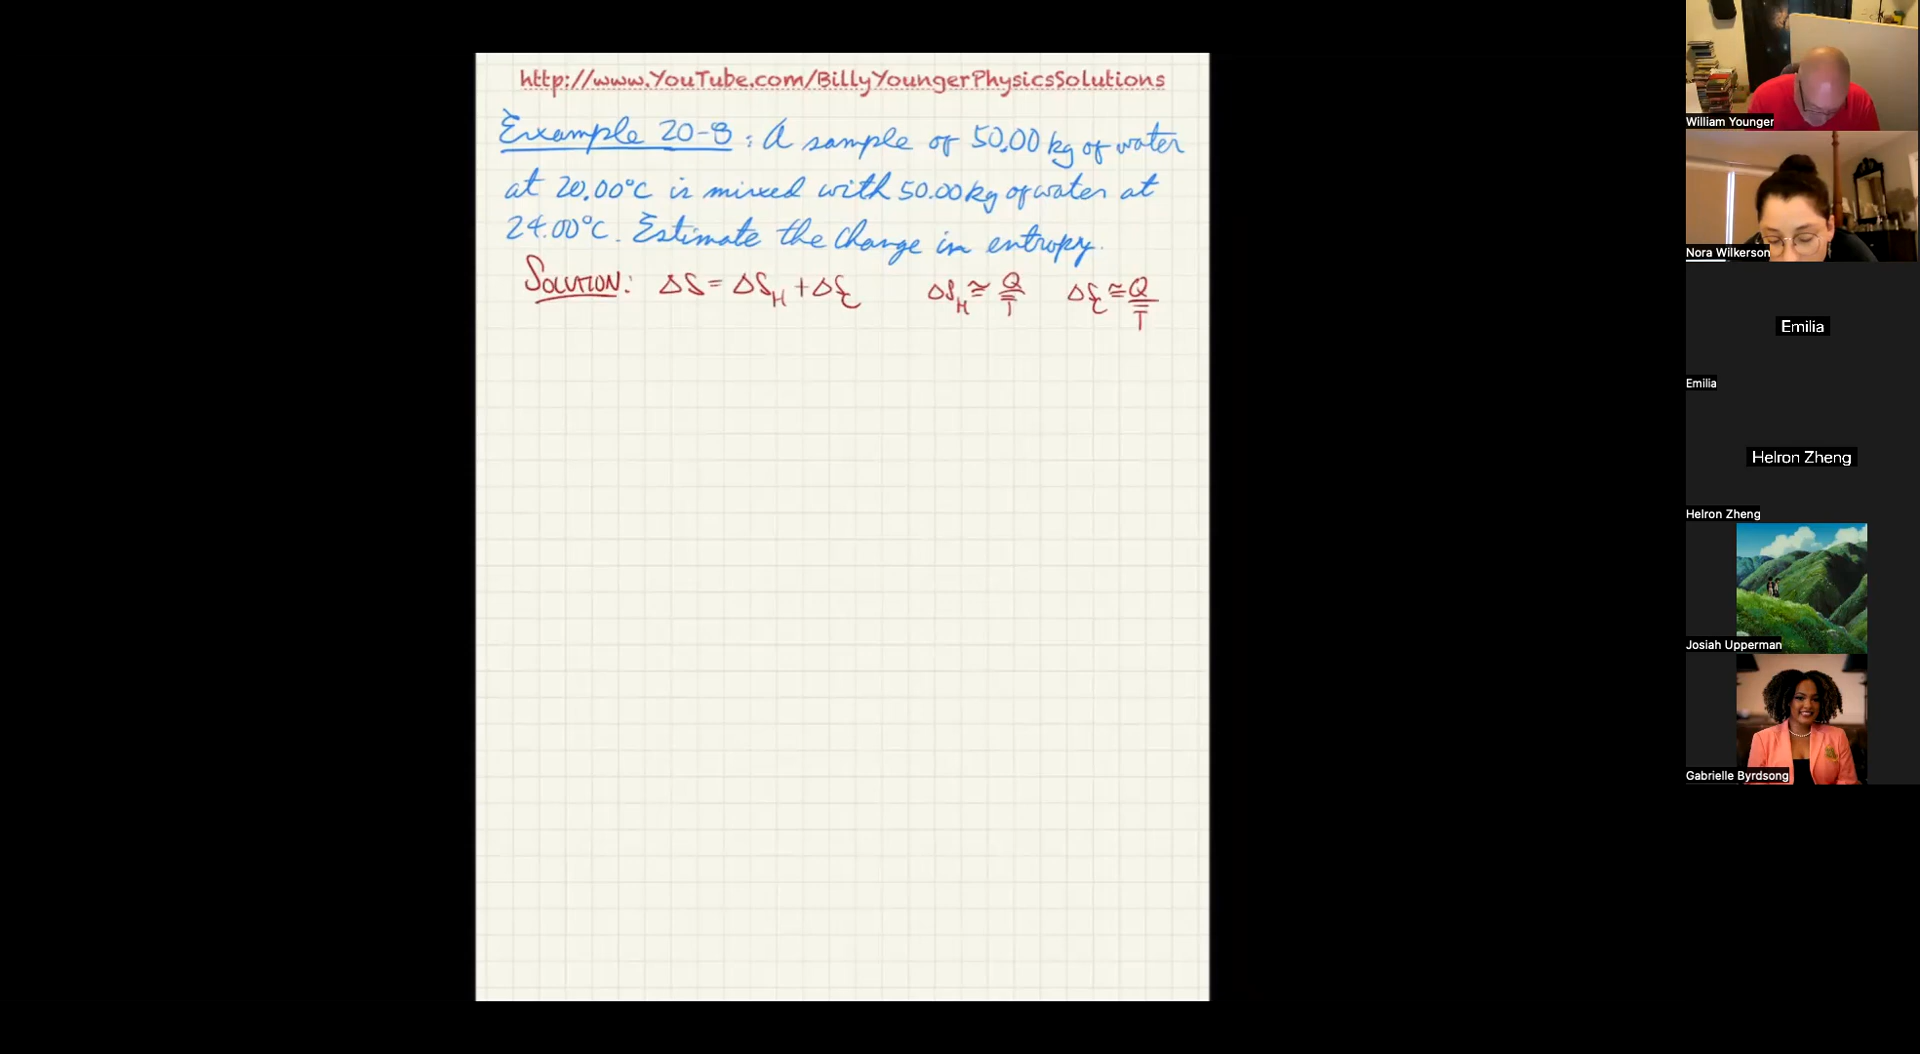 http://www.YouTube.com/BillyYoungerPhysicsSolutions
Example 20-8: A sample of 50.00 kg of water
at 20.00°C is mixed with 50.00 kg of water at
24.00°C. Estimate the change in entropy.
SOLUTION: ΔS = ΔS_H + ΔS_C ΔS_H ≅ Q/T̿ ΔS_C ≅ Q/T̿
William Younger
Nora Wilkerson
Emilia
Emilia
Helron Zheng
Helron Zheng
Josiah Upperman
Gabrielle Byrdsong